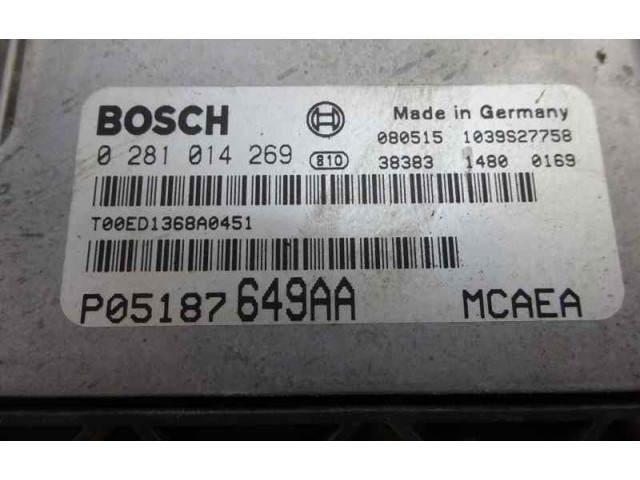 BOSCH Made in Germany
080515 1039S27758
0 281 014 269 810 38383 1480 0169
T00ED1368A0451
P05187649AA MCAEA